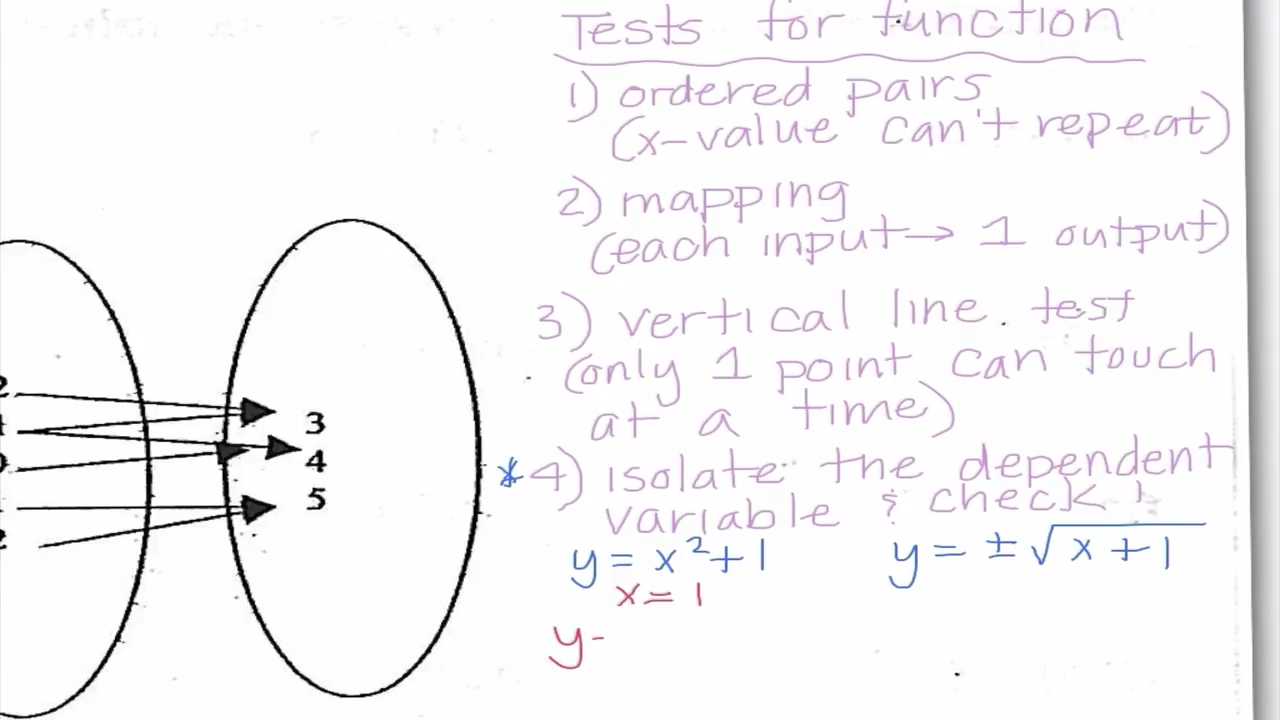 Tests for function
1) ordered pairs
(x-value can't repeat)
2) mapping
(each input → 1 output)
3) vertical line test
(only 1 point can touch
at a time)
*4) isolate the dependent
variable & check
y = x²+1
y = ±√x+1
x = 1
y-
3
4
5